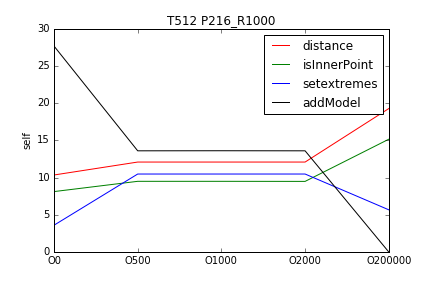 T512 P216_R1000
distance
isInnerPoint
setextremes
addModel
self
30
25
20
15
10
5
0
O0 O500 O1000 O2000 O200000